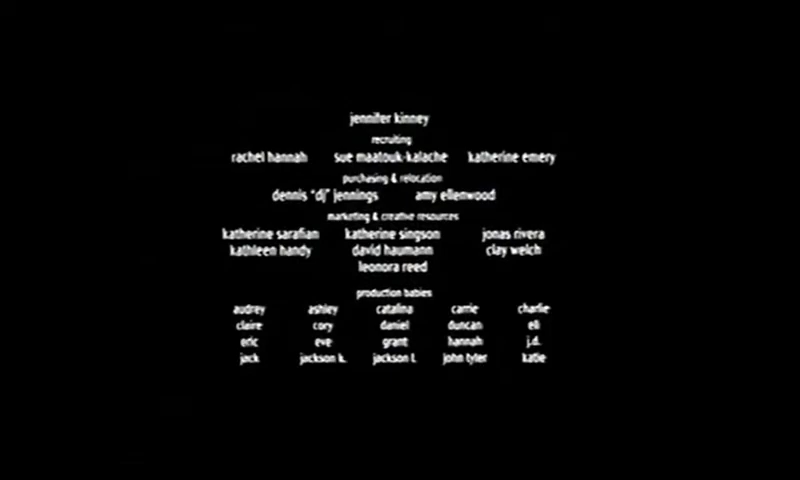 jennifer kinney
recruiting
rachel hannah sue maatouk-kalache katherine emery
purchasing & relocation
dennis "dj" jennings amy ellenwood
marketing & creative resources
katherine sarafian katherine singson jonas rivera
kathleen handy david haumann clay welch
leonora reed
production babies
audrey ashley catalina carrie charlie
claire cory daniel duncan eli
eric eve grant hannah j.d.
jack jackson k. jackson t. john tyler katie